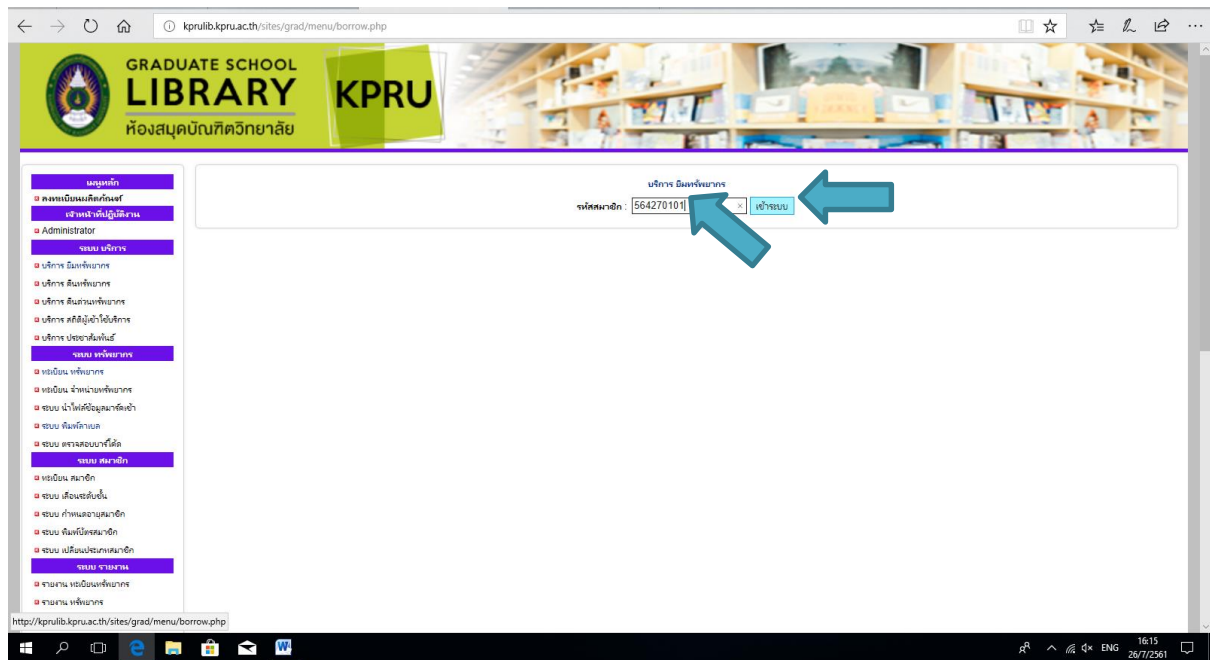 kprulib.kpru.ac.th/sites/grad/menu/borrow.php
GRADUATE SCHOOL
LIBRARY
ห้องสมุดบัณฑิตวิทยาลัย
KPRU
เมนูหลัก
ลงทะเบียนผลิตภัณฑ์
เจ้าหน้าที่ปฏิบัติงาน
Administrator
ระบบ บริการ
บริการ ยืมทรัพยากร
บริการ คืนทรัพยากร
บริการ คืนด่วนทรัพยากร
บริการ สถิติผู้เข้าใช้บริการ
บริการ ประชาสัมพันธ์
ระบบ ทรัพยากร
ทะเบียน ทรัพยากร
ทะเบียน จำหน่ายทรัพยากร
ระบบ นำไฟล์ข้อมูลมาร์คเข้า
ระบบ พิมพ์ลาเบล
ระบบ ตรวจสอบบาร์โค้ด
ระบบ สมาชิก
ทะเบียน สมาชิก
ระบบ เลื่อนระดับชั้น
ระบบ กำหนดอายุสมาชิก
ระบบ พิมพ์บัตรสมาชิก
ระบบ เปลี่ยนประเภทสมาชิก
ระบบ รายงาน
รายงาน ทะเบียนทรัพยากร
รายงาน ทรัพยากร
บริการ ยืมทรัพยากร
รหัสสมาชิก : 564270101 × เข้าระบบ
http://kprulib.kpru.ac.th/sites/grad/menu/borrow.php
ENG
16:15
26/7/2561